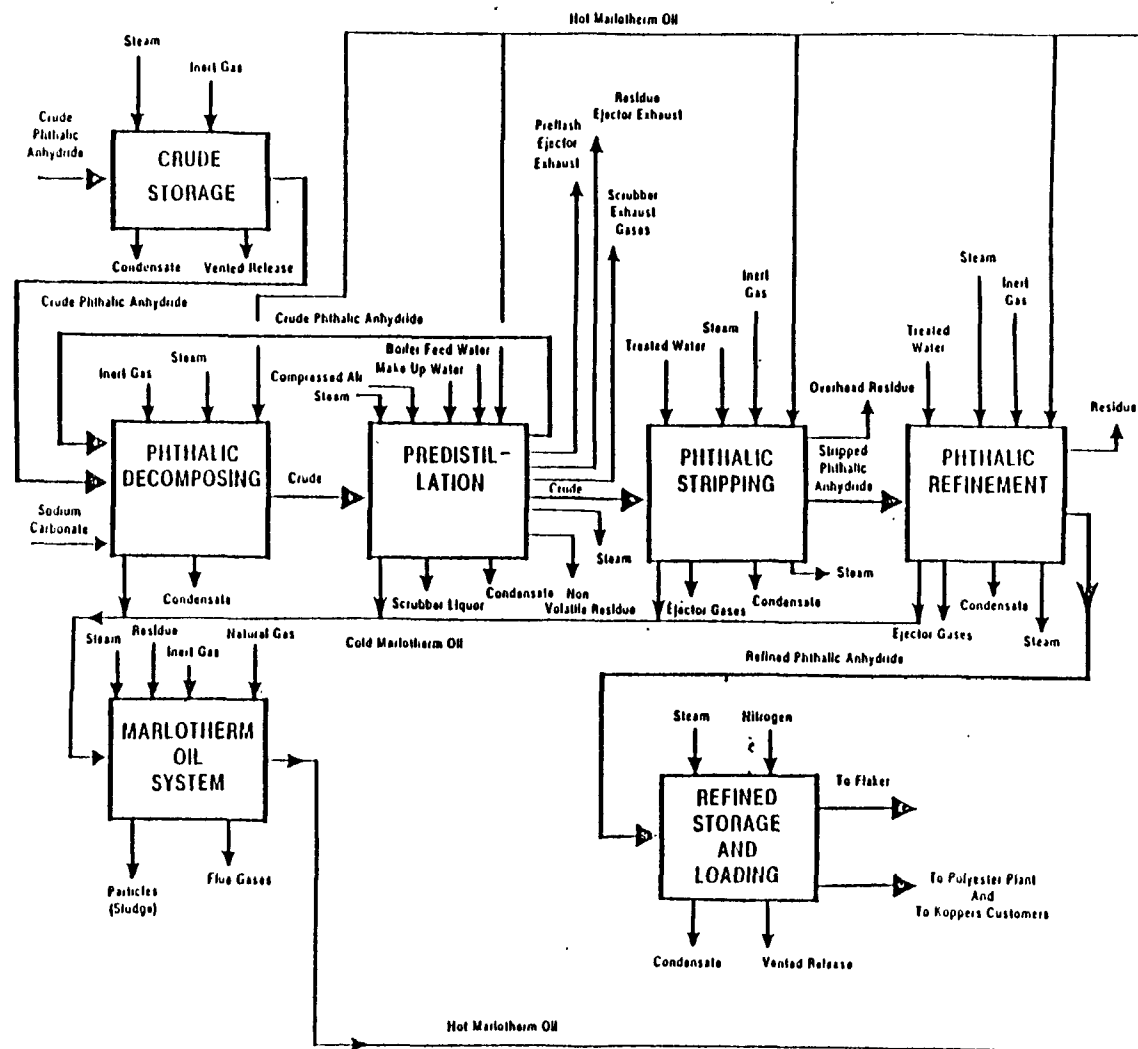 Hot Marlotherm Oil
Steam
Inert Gas
Crude
Phthalic
Anhydride
CRUDE
STORAGE
Condensate
Vented Release
Crude Phthalic Anhydride
Residue
Ejector Exhaust
Preflash
Ejector
Exhaust
Scrubber
Exhaust
Gases
Crude Phthalic Anhydride
Inert Gas
Steam
Compressed Air
Steam
Make Up Water
Boiler Feed Water
Treated Water
Steam
Inert
Gas
Overhead Residue
Steam
Inert
Gas
Treated
Water
Residue
PHTHALIC
DECOMPOSING
Crude
PREDISTIL-
LATION
Crude
PHTHALIC
STRIPPING
Stripped
Phthalic
Anhydride
PHTHALIC
REFINEMENT
Sodium
Carbonate
Condensate
Scrubber Liquor
Condensate
Non
Volatile Residue
Steam
Ejector Gases
Condensate
Steam
Ejector Gases
Condensate
Steam
Cold Marlotherm Oil
Refined Phthalic Anhydride
Steam
Residue
Inert Gas
Natural Gas
MARLOTHERM
OIL
SYSTEM
Particles
(Sludge)
Flue Gases
Steam
Nitrogen
REFINED
STORAGE
AND
LOADING
To Flaker
To Polyester Plant
And
To Koppers Customers
Condensate
Vented Release
Hot Marlotherm Oil